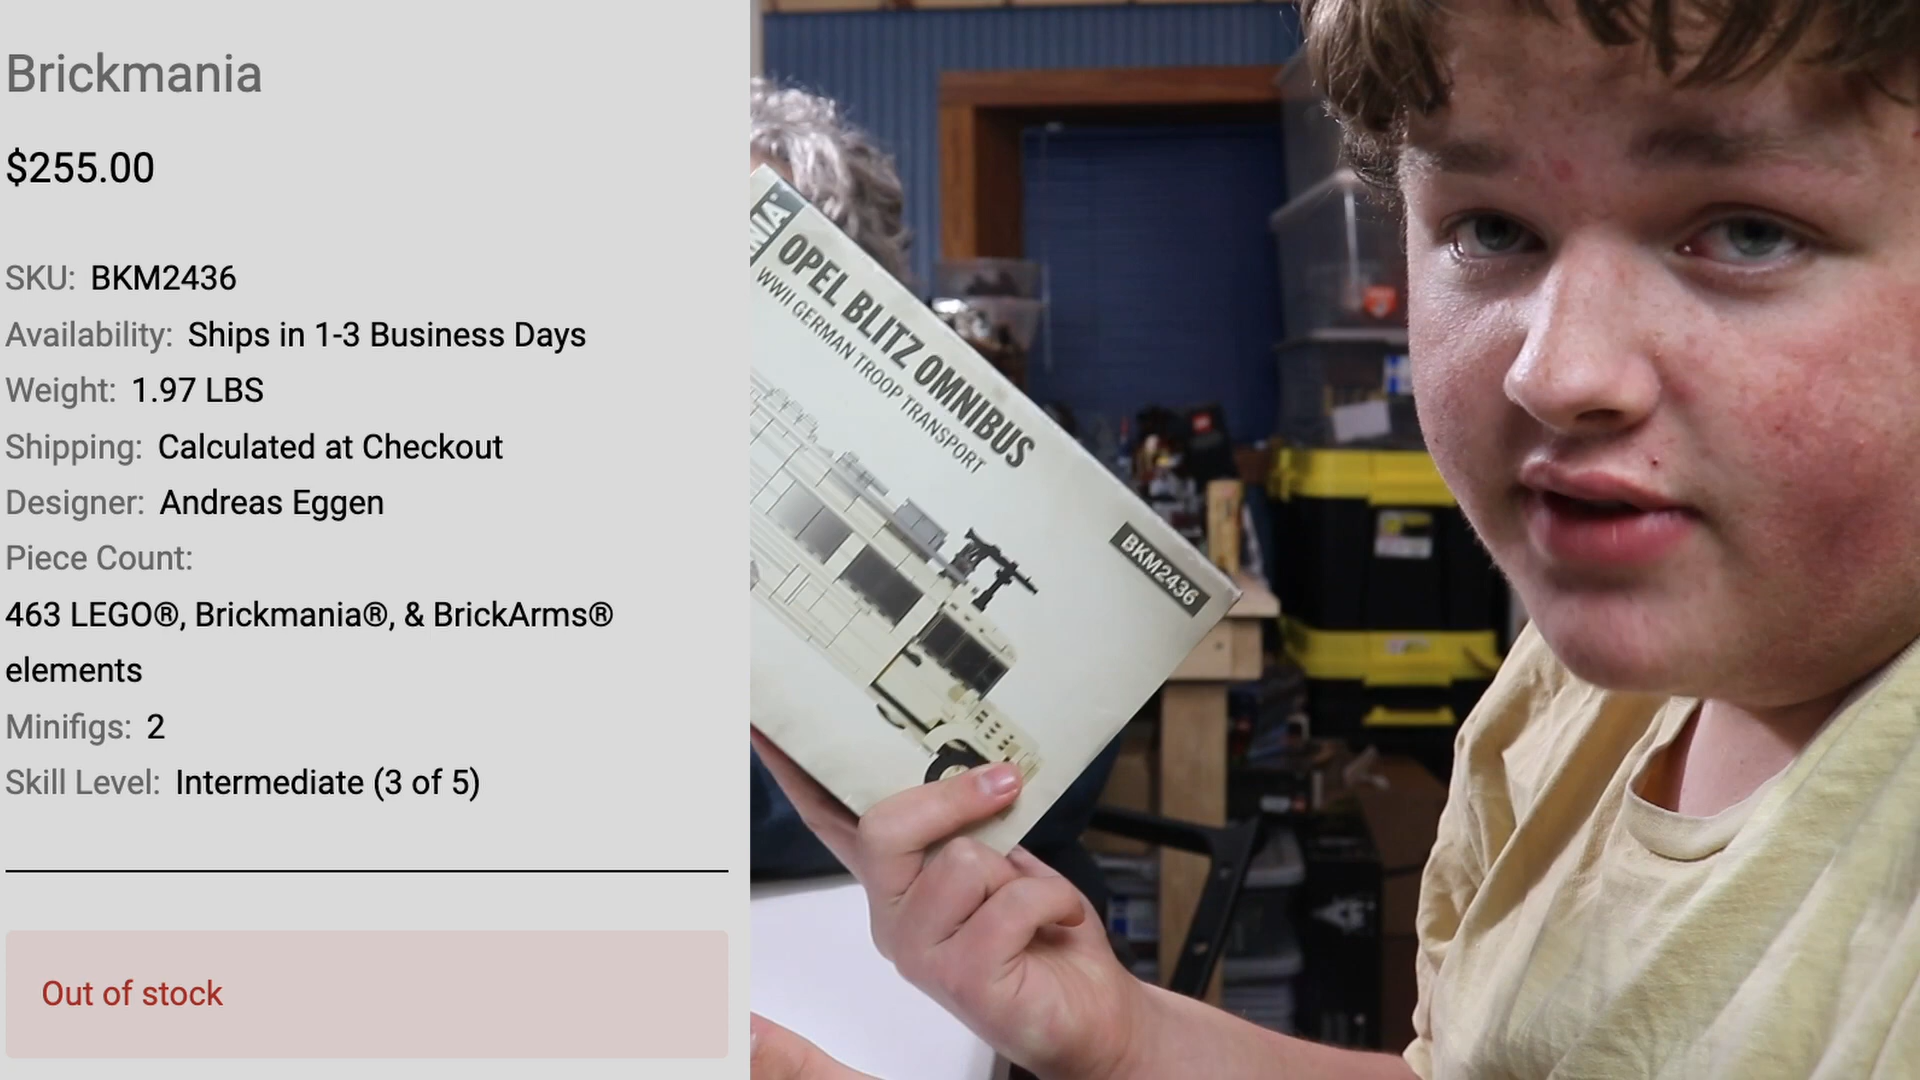 Brickmania
$255.00
SKU: BKM2436
Availability: Ships in 1-3 Business Days
Weight: 1.97 LBS
Shipping: Calculated at Checkout
Designer: Andreas Eggen
Piece Count:
463 LEGO®, Brickmania®, & BrickArms®
elements
Minifigs: 2
Skill Level: Intermediate (3 of 5)
Out of stock
OPEL BLITZ OMNIBUS
WWII GERMAN TROOP TRANSPORT
BKM2436